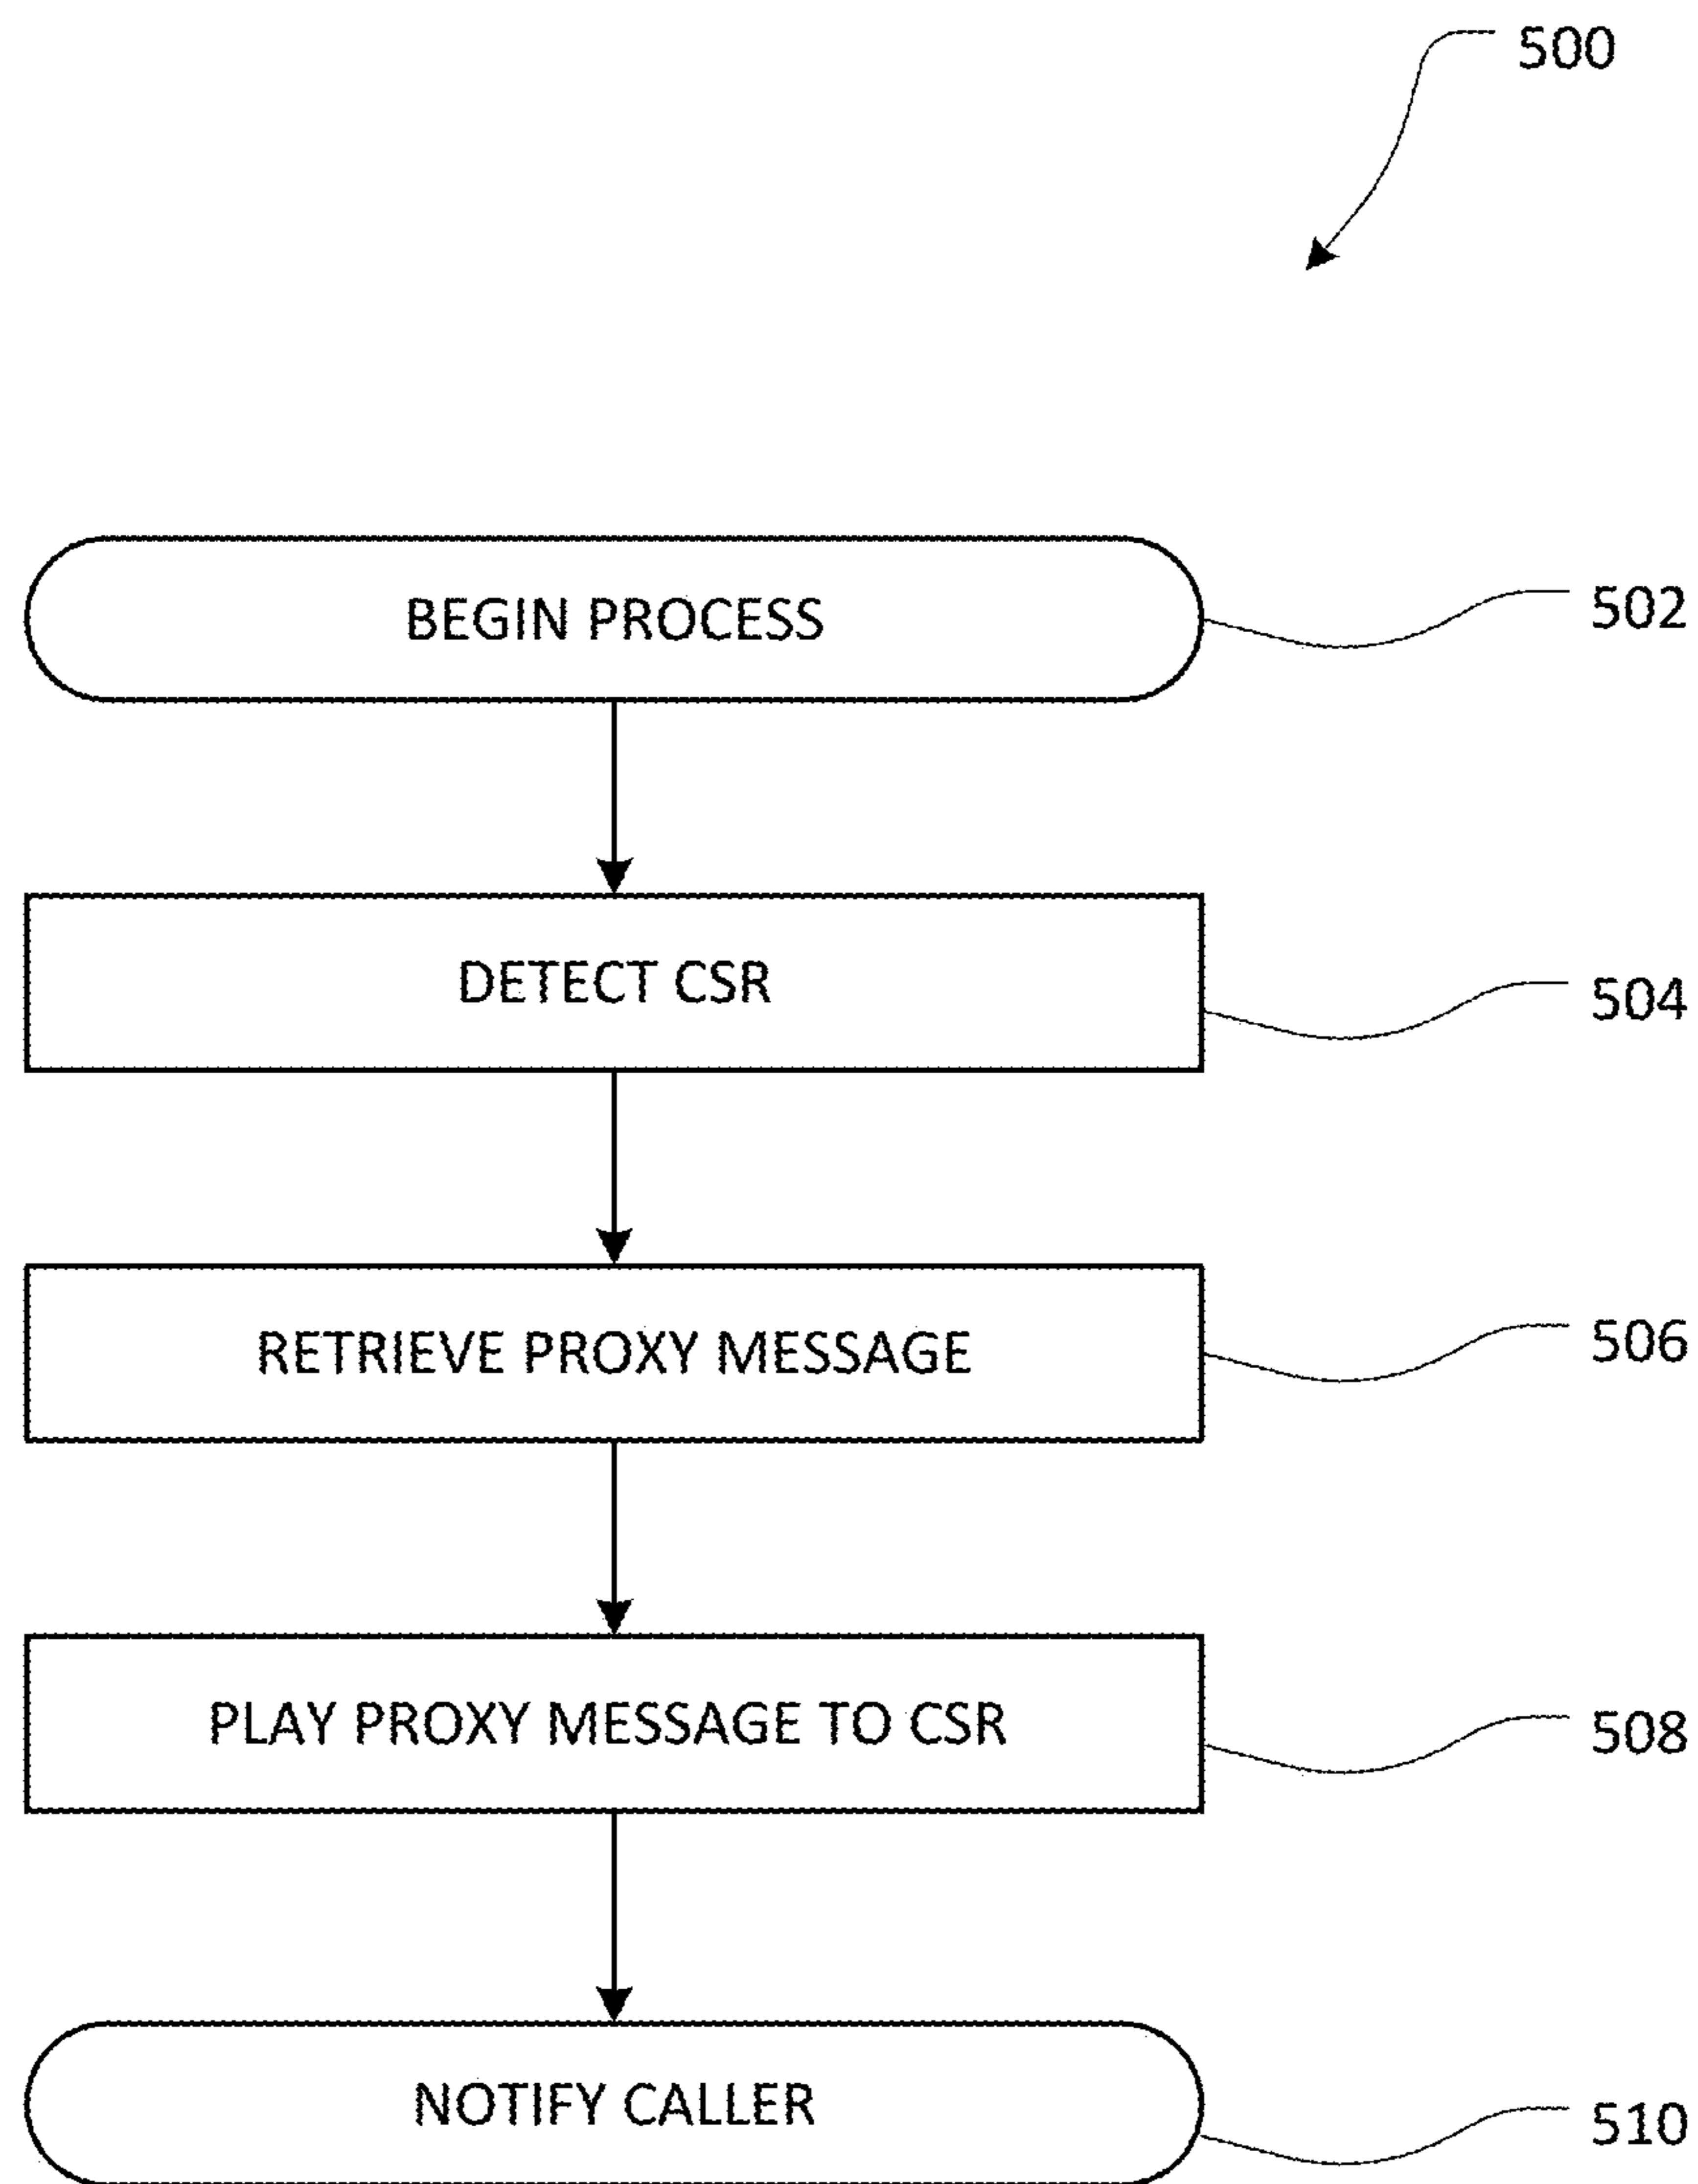 500
BEGIN PROCESS
502
DETECT CSR
504
RETRIEVE PROXY MESSAGE
506
PLAY PROXY MESSAGE TO CSR
508
NOTIFY CALLER
510